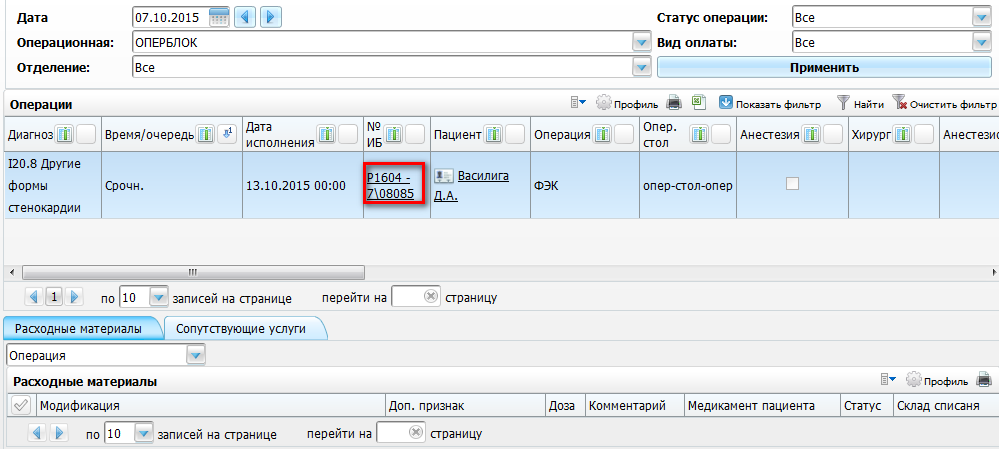 Дата 07.10.2015 Статус операции: Все
Операционная: ОПЕРБЛОК Вид оплаты: Все
Отделение: Все Применить
Операции Профиль Показать фильтр Найти Очистить фильтр
Диагноз Время/очередь Дата исполнения № ИБ Пациент Операция Опер. стол Анестезия Хирург Анестезио
I20.8 Другие
формы
стенокардии
Срочн.
13.10.2015 00:00
P1604 -
7\08085
Василига
Д.А.
ФЭК
опер-стол-опер
1 по 10 записей на странице перейти на страницу
Расходные материалы Сопутствующие услуги
Операция
Расходные материалы Профиль
Модификация Доп. признак Доза Комментарий Медикамент пациента Статус Склад списаня
по 10 записей на странице перейти на страницу